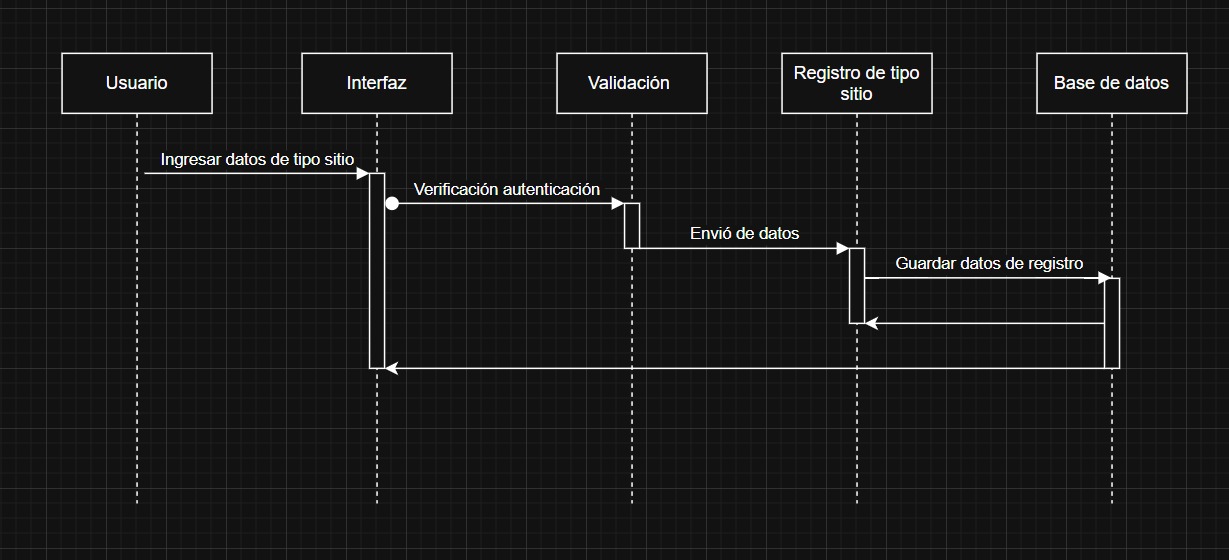 Usuario
Interfaz
Validación
Registro de tipo
sitio
Base de datos
Ingresar datos de tipo sitio
Verificación autenticación
Envió de datos
Guardar datos de registro